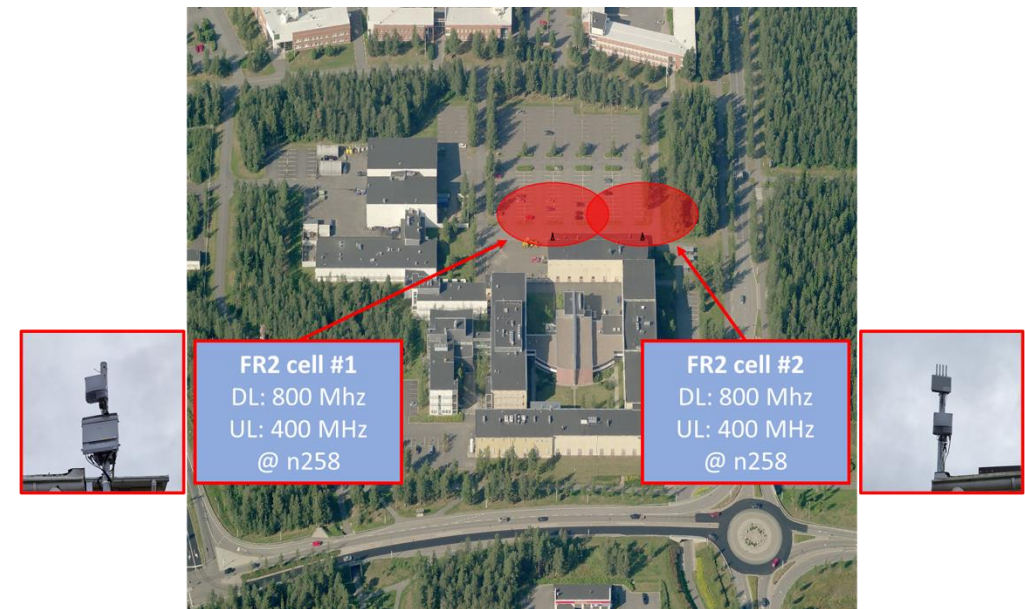 FR2 cell #1
DL: 800 Mhz
UL: 400 MHz
@ n258
FR2 cell #2
DL: 800 Mhz
UL: 400 MHz
@ n258